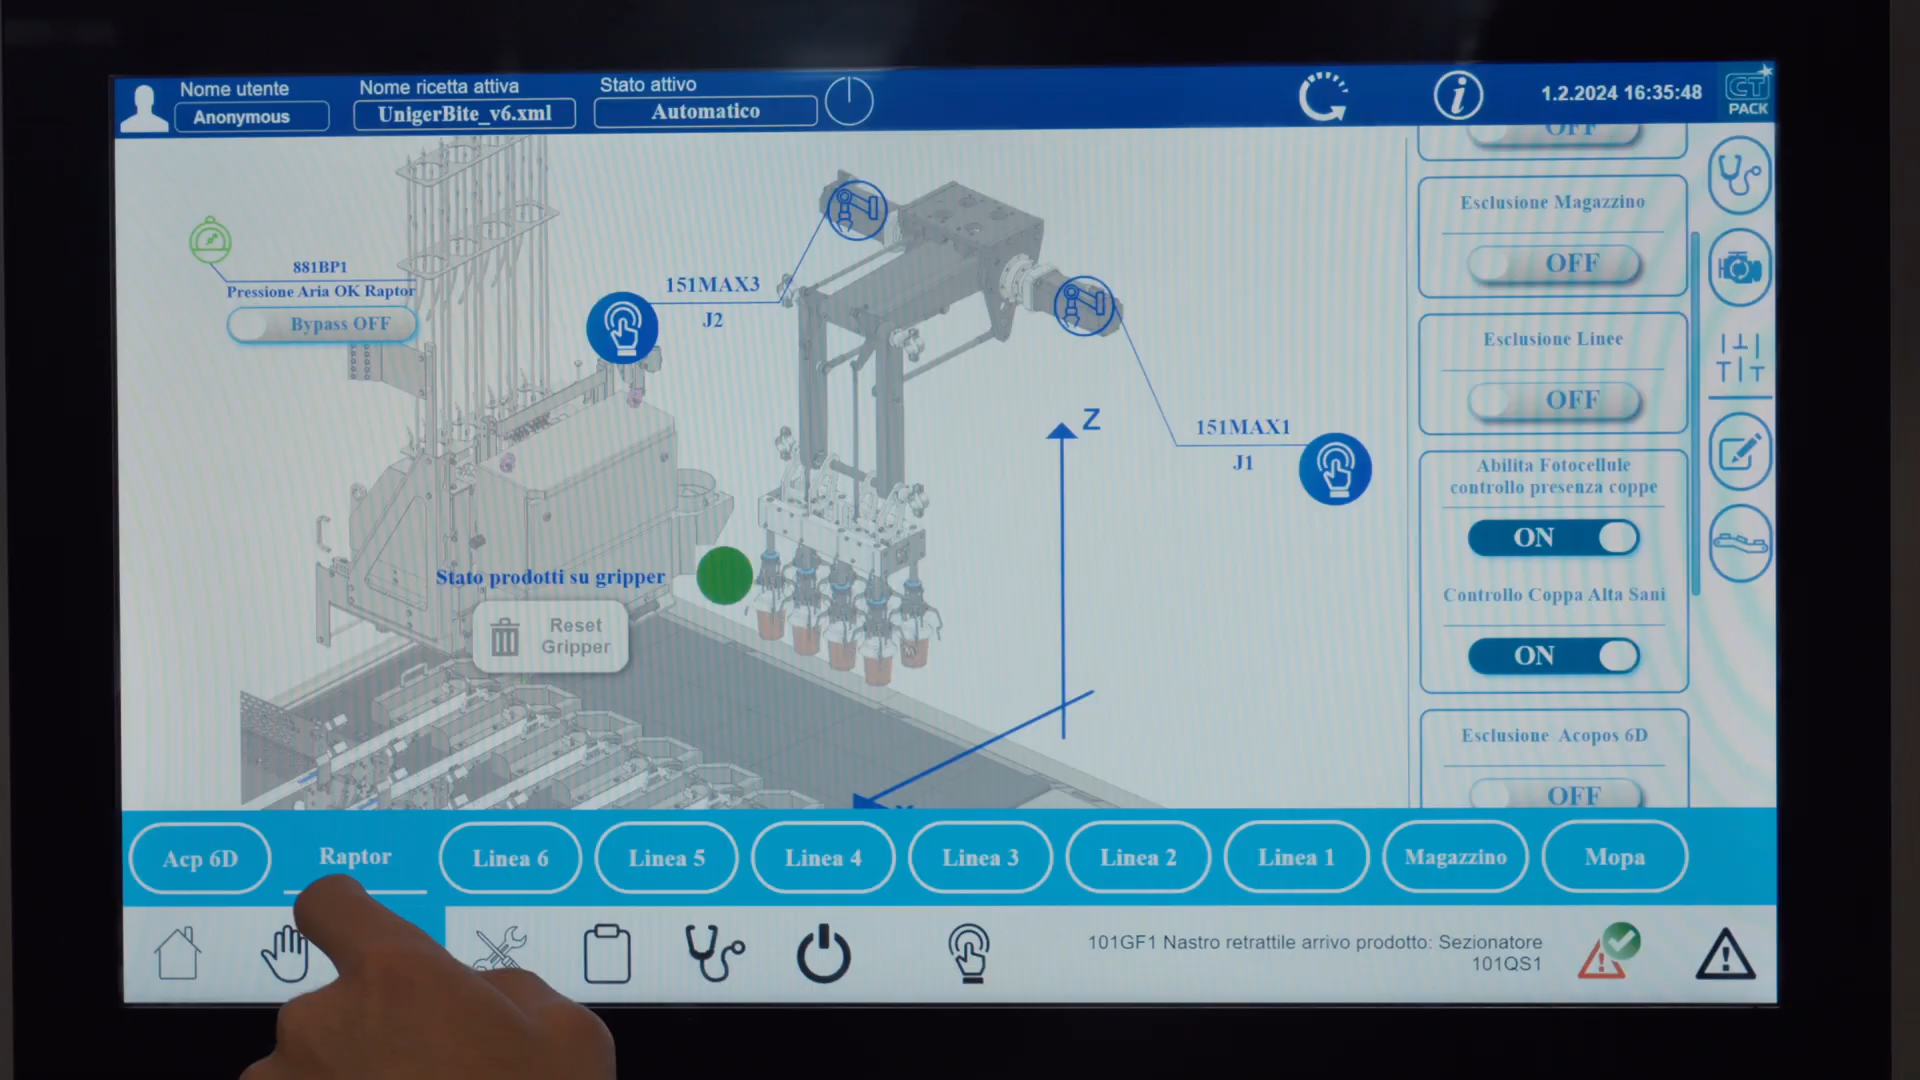 Nome utente
Anonymous
Nome ricetta attiva
UnigerBite_v6.xml
Stato attivo
Automatico
1.2.2024 16:35:48
CT
PACK
881BP1
Pressione Aria OK Raptor
Bypass OFF
151MAX3
J2
151MAX1
J1
Z
Stato prodotti su gripper
Reset
Gripper
OFF
Esclusione Magazzino
OFF
Esclusione Linee
OFF
Abilita Fotocellule
controllo presenza coppe
ON
Controllo Coppa Alta Sani
ON
Esclusione Acopos 6D
OFF
Acp 6D
Raptor
Linea 6
Linea 5
Linea 4
Linea 3
Linea 2
Linea 1
Magazzino
Mopa
101GF1 Nastro retrattile arrivo prodotto: Sezionatore
101QS1